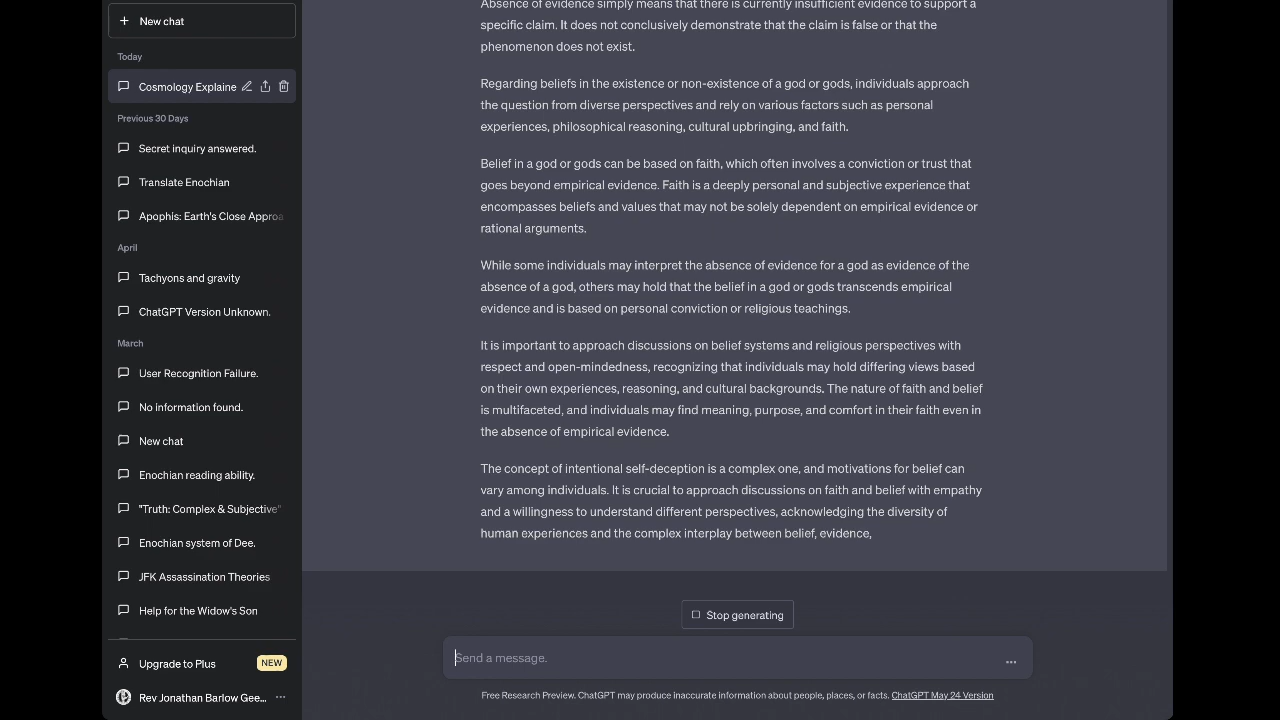 New chat
Today
Cosmology Explaine
Previous 30 Days
Secret inquiry answered.
Translate Enochian
Apophis: Earth's Close Approa
April
Tachyons and gravity
ChatGPT Version Unknown.
March
User Recognition Failure.
No information found.
New chat
Enochian reading ability.
"Truth: Complex & Subjective"
Enochian system of Dee.
JFK Assassination Theories
Help for the Widow's Son
Upgrade to Plus NEW
Rev Jonathan Barlow Gee...
Absence of evidence simply means that there is currently insufficient evidence to support a
specific claim. It does not conclusively demonstrate that the claim is false or that the
phenomenon does not exist.
Regarding beliefs in the existence or non-existence of a god or gods, individuals approach
the question from diverse perspectives and rely on various factors such as personal
experiences, philosophical reasoning, cultural upbringing, and faith.
Belief in a god or gods can be based on faith, which often involves a conviction or trust that
goes beyond empirical evidence. Faith is a deeply personal and subjective experience that
encompasses beliefs and values that may not be solely dependent on empirical evidence or
rational arguments.
While some individuals may interpret the absence of evidence for a god as evidence of the
absence of a god, others may hold that the belief in a god or gods transcends empirical
evidence and is based on personal conviction or religious teachings.
It is important to approach discussions on belief systems and religious perspectives with
respect and open-mindedness, recognizing that individuals may hold differing views based
on their own experiences, reasoning, and cultural backgrounds. The nature of faith and belief
is multifaceted, and individuals may find meaning, purpose, and comfort in their faith even in
the absence of empirical evidence.
The concept of intentional self-deception is a complex one, and motivations for belief can
vary among individuals. It is crucial to approach discussions on faith and belief with empathy
and a willingness to understand different perspectives, acknowledging the diversity of
human experiences and the complex interplay between belief, evidence,
Stop generating
Send a message.
Free Research Preview. ChatGPT may produce inaccurate information about people, places, or facts. ChatGPT May 24 Version